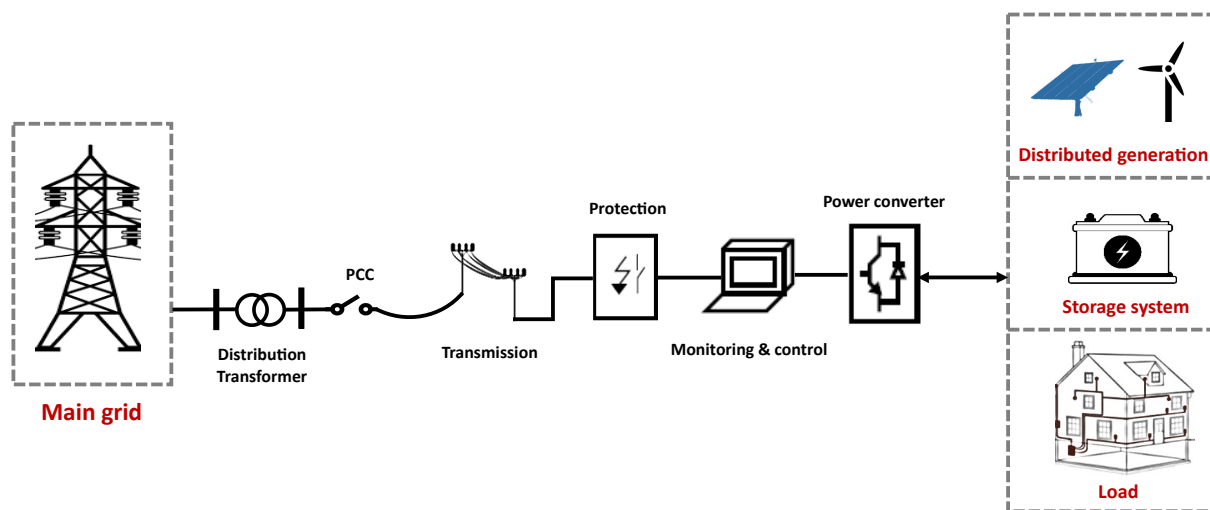 Main grid
Distribution
Transformer
PCC
Transmission
Protection
Monitoring & control
Power converter
Distributed generation
Storage system
Load